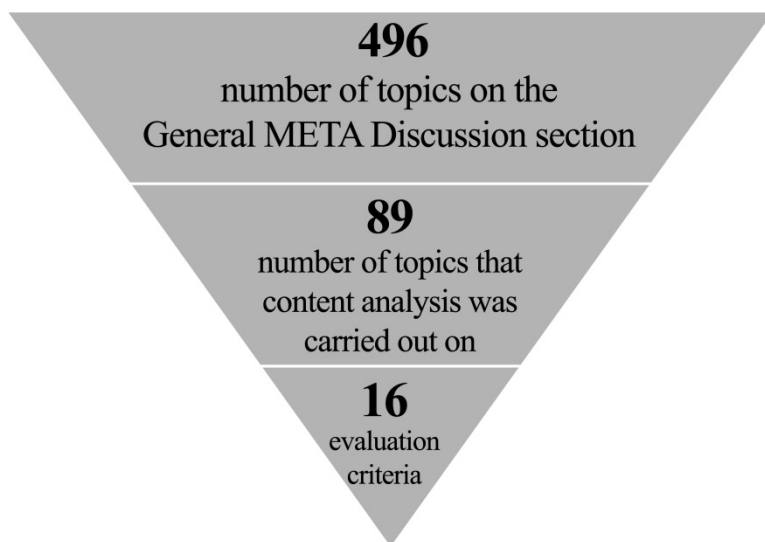 496
number of topics on the
General META Discussion section
89
number of topics that
content analysis was
carried out on
16
evaluation
criteria